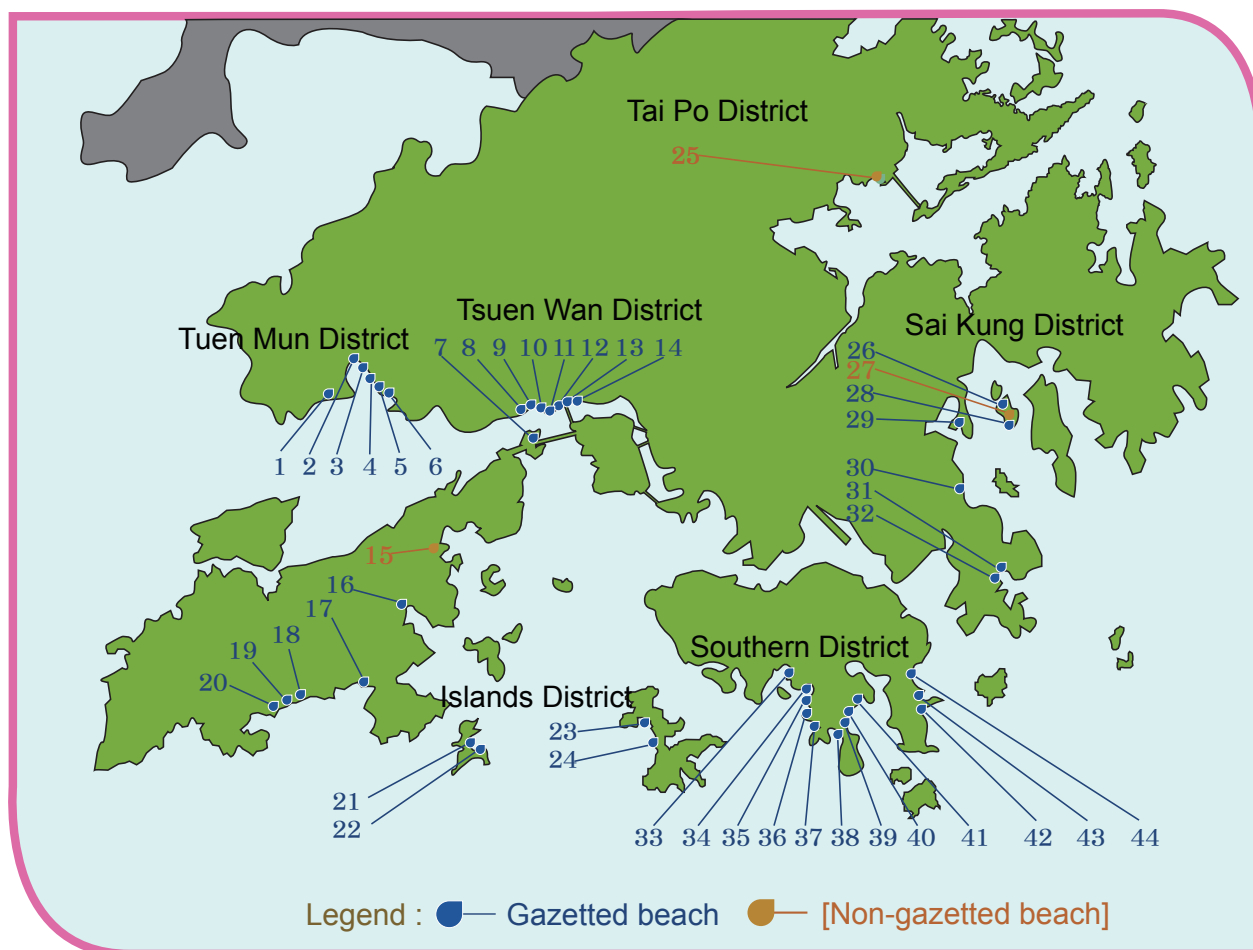 Tai Po District
25
Tsuen Wan District
Tuen Mun District
7 8 9 10 11 12 13 14
Sai Kung District
26
27
28
29
1 2 3 4 5 6
30
31
32
15
16
17
18
19
20
Southern District
Islands District
23
24
21
22
33 34 35 36 37 38 39 40 41 42 43 44
Legend : Gazetted beach [Non-gazetted beach]